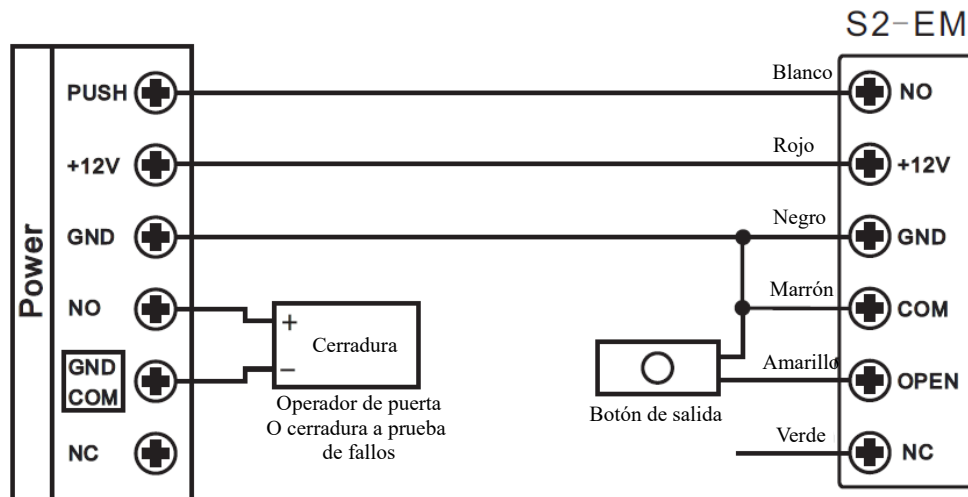 S2-EM
Power
PUSH
Blanco
NO
+12V
Rojo
+12V
GND
Negro
GND
NO
+
Cerradura
−
Marrón
COM
GND
COM
Operador de puerta
O cerradura a prueba
de fallos
Botón de salida
Amarillo
OPEN
NC
Verde
NC